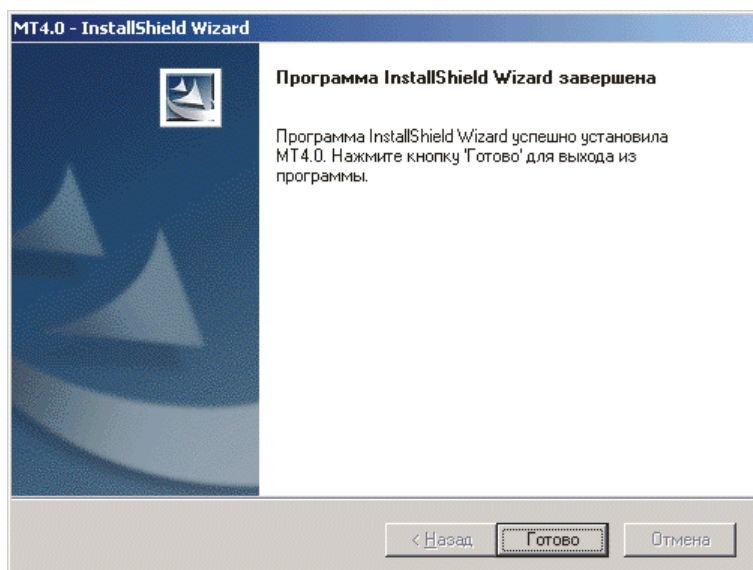 MT4.0 - InstallShield Wizard
Программа InstallShield Wizard завершена
Программа InstallShield Wizard успешно установила
MT4.0. Нажмите кнопку 'Готово' для выхода из
программы.
< Назад
Готово
Отмена